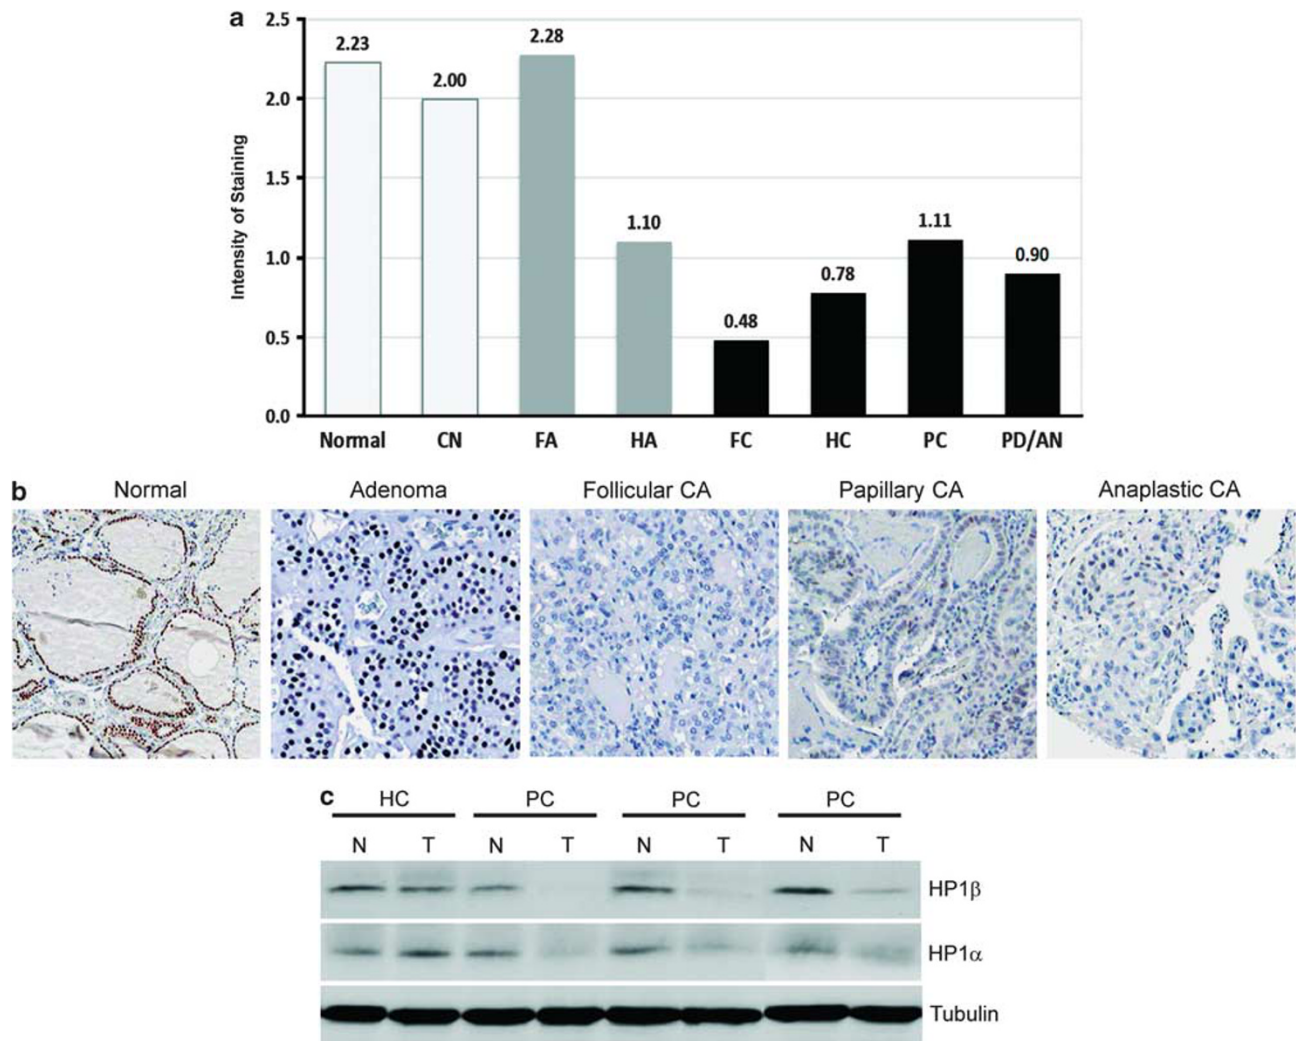 a
Intensity of Staining
2.5
2.0
1.5
1.0
0.5
0.0
2.23
2.00
2.28
1.10
0.48
0.78
1.11
0.90
Normal CN FA HA FC HC PC PD/AN
b
Normal Adenoma Follicular CA Papillary CA Anaplastic CA
c
HC PC PC PC
N T N T N T N T
HP1β
HP1α
Tubulin